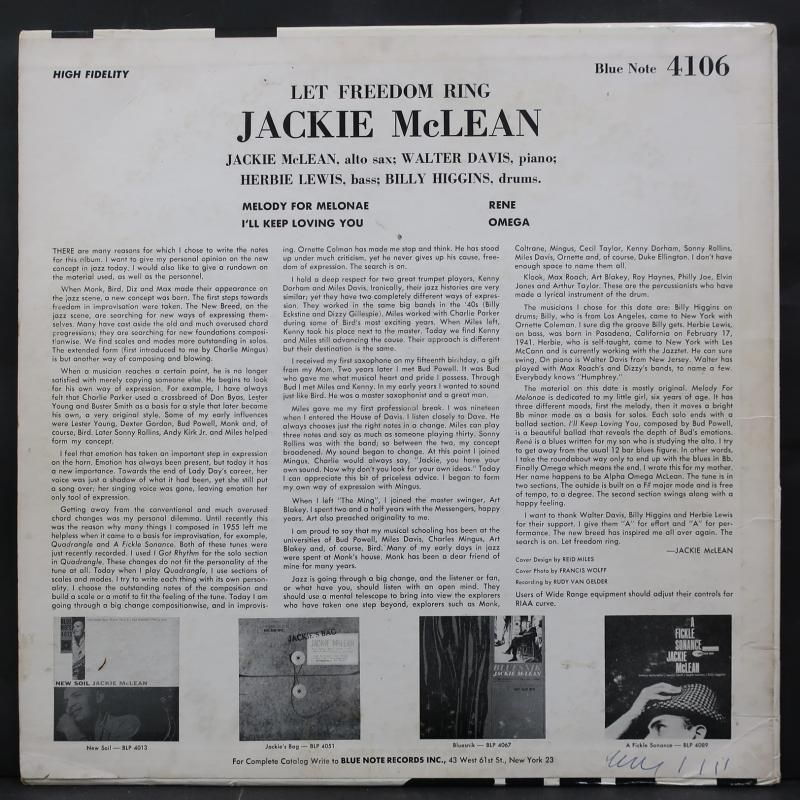 HIGH FIDELITY
Blue Note 4106
LET FREEDOM RING
JACKIE McLEAN
JACKIE McLEAN, alto sax; WALTER DAVIS, piano;
HERBIE LEWIS, bass; BILLY HIGGINS, drums.
MELODY FOR MELONAE
I'LL KEEP LOVING YOU
RENE
OMEGA
THERE are many reasons for which I chose to write the notes
for this album. I want to give my personal opinion on the new
concept in jazz today. I would also like to give a rundown on
the material used, as well as the personnel.
When Monk, Bird, Diz and Max made their appearance on
the jazz scene, a new concept was born. The first steps towards
freedom in improvisation were taken. The New Breed, on the
jazz scene, are searching for new ways of expressing them-
selves. Many have cast aside the old and much overused chord
progressions; they are searching for new foundations composi-
tionwise. We find scales and modes more outstanding in solos.
The extended form (first introduced to me by Charlie Mingus)
is but another way of composing and blowing.
When a musician reaches a certain point, he is no longer
satisfied with merely copying someone else. He begins to look
for his own way of expression. For example, I have always
felt that Charlie Parker used a crossbreed of Don Byas, Lester
Young and Buster Smith as a basis for a style that later became
his own, a very original style. Some of my early influences
were Lester Young, Dexter Gordon, Bud Powell, Monk and, of
course, Bird. Later Sonny Rollins, Andy Kirk Jr. and Miles helped
form my concept.
I feel that emotion has taken an important step in expression
on the horn. Emotion has always been present, but today it has
a new importance. Towards the end of Lady Day's career, her
voice was just a shadow of what it had been, yet she still put
a song over; her singing voice was gone, leaving emotion her
only tool of expression.
Getting away from the conventional and much overused
chord changes was my personal dilemma. Until recently this
was the reason why many things I composed in 1955 left me
helpless when it came to a basis for improvisation, for example,
Quadrangle and A Fickle Sonance. Both of these tunes were
just recently recorded. I used I Got Rhythm for the solo section
in Quadrangle. These changes do not fit the personality of the
tune at all. Today when I play Quadrangle, I use sections of
scales and modes. I try to write each thing with its own person-
ality. I choose the outstanding notes of the composition and
build a scale or a motif to fit the feeling of the tune. Today I am
going through a big change compositionwise, and in improvis-
ing. Ornette Colman has made me stop and think. He has stood
up under much criticism, yet he never gives up his cause, free-
dom of expression. The search is on.
I hold a deep respect for two great trumpet players, Kenny
Dorham and Miles Davis, Ironically, their jazz histories are very
similar; yet they have two completely different ways of expres-
sion. They worked in the same big bands in the '40s (Billy
Eckstine and Dizzy Gillespie). Miles worked with Charlie Parker
during some of Bird's most exciting years. When Miles left,
Kenny took his place next to the master. Today we find Kenny
and Miles still advancing the cause. Their approach is different
but their destination is the same.
I received my first saxophone on my fifteenth birthday, a gift
from my Mom, Two years later I met Bud Powell. It was Bud
who gave me what musical heart and pride I possess. Through
Bud I met Miles and Kenny. In my early years I wanted to sound
just like Bird. He was a master saxophonist and a great man.
Miles gave me my first professional break. I was nineteen
when I entered the House of Davis. I listen closely to Dave. He
always chooses just the right notes in a change. Miles can play
three notes and say as much as someone playing thirty. Sonny
Rollins was with the band; so between the two, my concept
broadened. My sound began to change. At this point I joined
Mingus, Charlie would always say, "Jackie, you have your
own sound. Now why don't you look for your own ideas." Today
I can appreciate this bit of priceless advice. I began to form
my own way of expression with Mingus.
When I left "The Ming", I joined the master swinger, Art
Blakey. I spent two and a half years with the Messengers, happy
years. Art also preached originality to me.
I am proud to say that my musical schooling has been at the
universities of Bud Powell, Miles Davis, Charles Mingus, Art
Blakey and, of course, Bird. Many of my early days in jazz
were spent at Monk's house. Monk has been a dear friend of
mine for many years.
Jazz is going through a big change, and the listener or fan,
or what have you, should listen with an open mind. They
should use a mental telescope to bring into view the explorers
who have taken one step beyond, explorers such as Monk,
Coltrane, Mingus, Cecil Taylor, Kenny Dorham, Sonny Rollins,
Miles Davis, Ornette and, of course, Duke Ellington. I don't have
enough space to name them all.
Klook, Max Roach, Art Blakey, Roy Haynes, Philly Joe, Elvin
Jones and Arthur Taylor. These are the percussionists who have
made a lyrical instrument of the drum.
The musicians I chose for this date are: Billy Higgins on
drums; Billy, who is from Los Angeles, came to New York with
Ornette Coleman. I sure dig the groove Billy gets. Herbie Lewis,
on bass, was born in Pasadena, California on February 17,
1941. Herbie, who is self-taught, came to New York with Les
McCann and is currently working with the Jazztet. He can sure
swing. On piano is Walter Davis from New Jersey. Walter has
played with Max Roach's and Dizzy's bands, to name a few.
Everybody knows "Humphrey."
The material on this date is mostly original. Melody For
Melonae is dedicated to my little girl, six years of age. It has
three different moods, first the melody, then it moves a bright
Bb minor mode as a basis for solos. Each solo ends with a
ballad section. I'll Keep Loving You, composed by Bud Powell,
is a beautiful ballad that reveals the depth of Bud's emotions.
René is a blues written for my son who is studying the alto. I try
to get away from the usual 12 bar blues figure. In other words,
I take the roundabout way only to end up with the blues in Bb.
Finally Omega which means the end. I wrote this for my mother.
Her name happens to be Alpha Omega McLean. The tune is in
two sections. The outside is built on a F# major mode and is free
of tempo, to a degree. The second section swings along with a
happy feeling.
I want to thank Walter Davis, Billy Higgins and Herbie Lewis
for their support. I give them "A" for effort and "A" for per-
formance. The new breed has inspired me all over again. The
search is on. Let freedom ring.
—JACKIE McLEAN
Cover Design by REID MILES
Cover Photo by FRANCIS WOLFF
Recording by RUDY VAN GELDER
Users of Wide Range equipment should adjust their controls for
RIAA curve.
NEW SOIL JACKIE McLEAN
JACKIE'S BAG
JACKIE McLEAN
BLUESNIK
JACKIE McLEAN
A
FICKLE
SONANCE
JACKIE
McLEAN
New Soil — BLP 4013
Jackie's Bag — BLP 4051
Bluesnik — BLP 4067
A Fickle Sonance — BLP 4089
For Complete Catalog Write to BLUE NOTE RECORDS INC., 43 West 61st St., New York 23